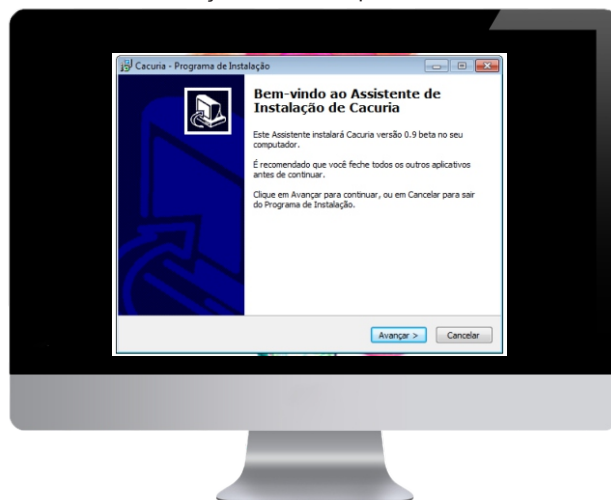 Cacuria - Programa de Instalação
Bem-vindo ao Assistente de
Instalação de Cacuria
Este Assistente instalará Cacuria versão 0.9 beta no seu
computador.
É recomendado que você feche todos os outros aplicativos
antes de continuar.
Clique em Avançar para continuar, ou em Cancelar para sair
do Programa de Instalação.
Avançar >
Cancelar